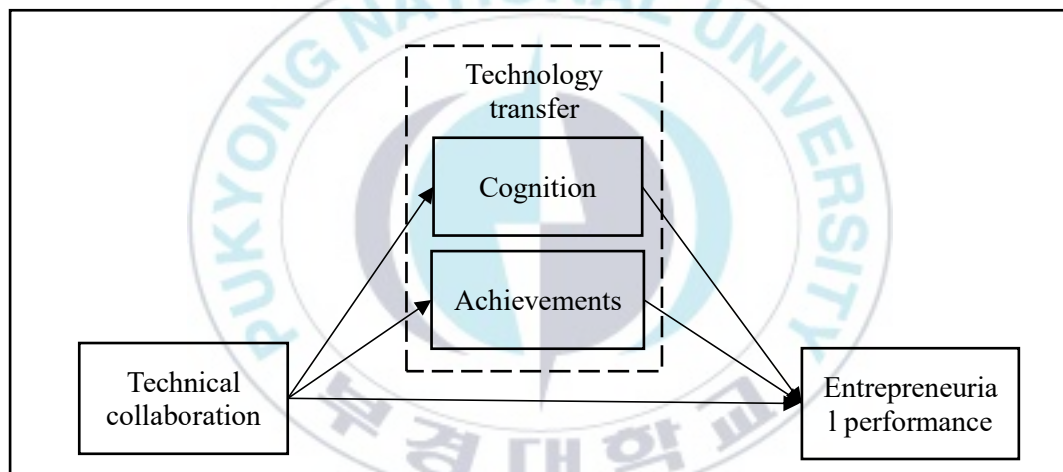 PUKYONG NATIONAL UNIVERSITY
Technology
transfer
Cognition
Achievements
Technical
collaboration
Entrepreneuria
l performance
부경대학교